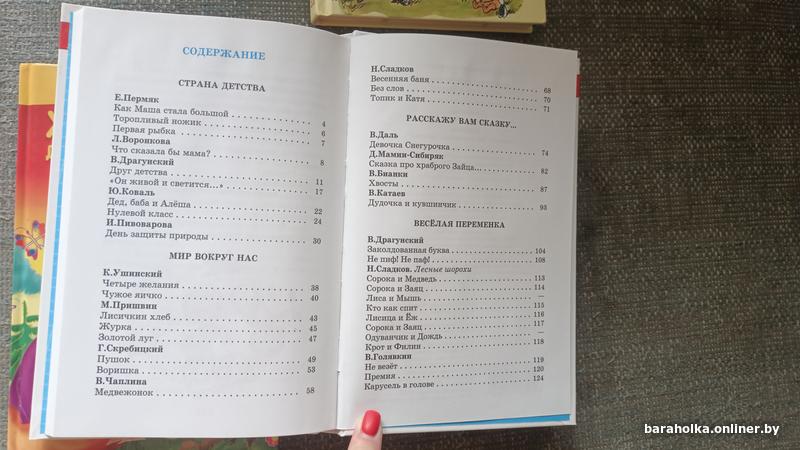 СОДЕРЖАНИЕ
СТРАНА ДЕТСТВА
Е.Пермяк
Как Маша стала большой 4
Торопливый ножик 6
Первая рыбка 7
Л.Воронкова
Что сказала бы мама? 8
В.Драгунский
Друг детства 11
«Он живой и светится...» 17
Ю.Коваль
Дед, баба и Алёша 22
Нулевой класс 24
И.Пивоварова
День защиты природы 30
МИР ВОКРУГ НАС
К.Ушинский
Четыре желания 38
Чужое яичко 40
М.Пришвин
Лисичкин хлеб 43
Журка 45
Золотой луг 47
Г.Скребицкий
Пушок 49
Воришка 53
В.Чаплина
Медвежонок 58
Н.Сладков
Весенняя баня 68
Без слов 70
Топик и Катя 71
РАССКАЖУ ВАМ СКАЗКУ...
В.Даль
Девочка Снегурочка 74
Д.Мамин-Сибиряк
Сказка про храброго Зайца... 82
В.Бианки
Хвосты 87
В.Катаев
Дудочка и кувшинчик 93
ВЕСЁЛАЯ ПЕРЕМЕНКА
В.Драгунский
Заколдованная буква 104
Не пиф! Не паф! 108
Н.Сладков. Лесные шорохи
Сорока и Медведь 113
Сорока и Заяц 114
Лиса и Мышь —
Кто как спит 115
Лисица и Ёж 116
Сорока и Заяц 117
Одуванчик и Дождь —
Крот и Филин 118
В.Голявкин
Не везёт 119
Премия 120
Карусель в голове 124
baraholka.onliner.by